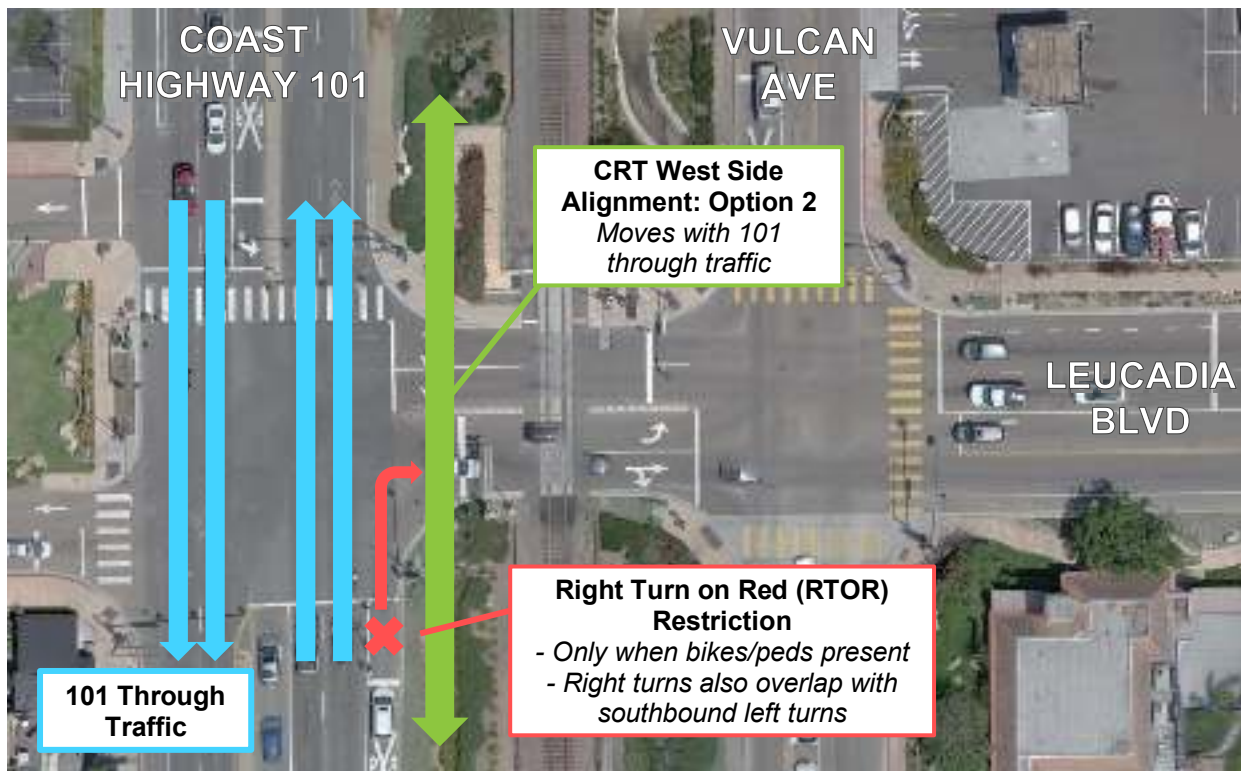 COAST
HIGHWAY 101
VULCAN
AVE
CRT West Side
Alignment: Option 2
Moves with 101
through traffic
LEUCADIA
BLVD
Right Turn on Red (RTOR)
Restriction
- Only when bikes/peds present
- Right turns also overlap with
southbound left turns
101 Through
Traffic